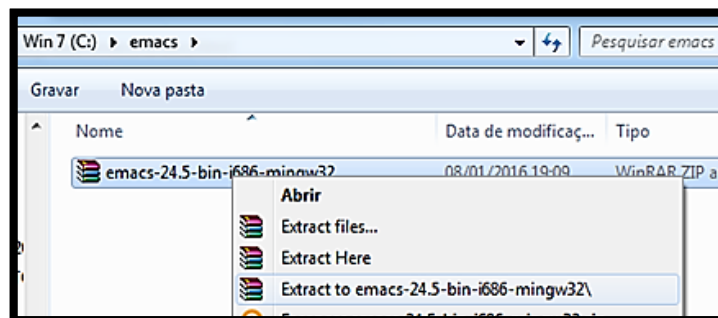 Win 7 (C:) ▸ emacs ▸ Pesquisar emacs
Gravar Nova pasta
Nome Data de modificaç... Tipo
emacs-24.5-bin-i686-mingw32 08/01/2016 19:09 WinRAR ZIP a
Abrir
Extract files...
Extract Here
Extract to emacs-24.5-bin-i686-mingw32\